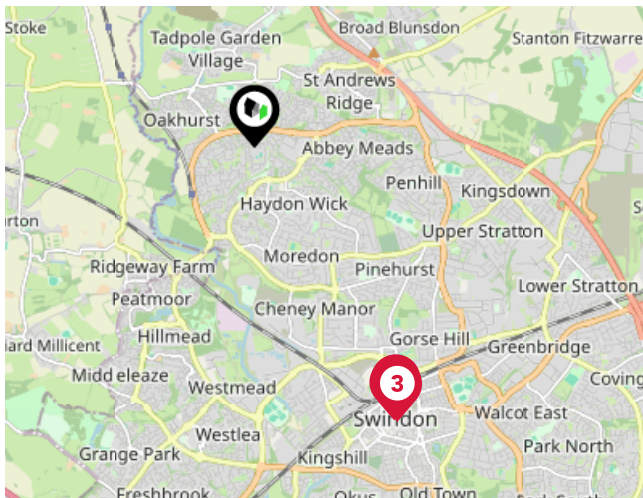 Stoke
Broad Blunsdon
Tadpole Garden
Village
Stanton Fitzwarre
St Andrews
Ridge
Oakhurst
Abbey Meads
Penhill
Kingsdown
Haydon Wick
urton
Upper Stratton
Moredon
Ridgeway Farm
Pinehurst
Peatmoor
Lower Stratton
Cheney Manor
Hillmead
Gorse Hill
ard Millicent
Greenbridge
Middleleaze
Westmead
3
Coving
Swindon
Walcot East
Westlea
Park North
Grange Park
Kingshill
Freshbrook
Okus
Old Town